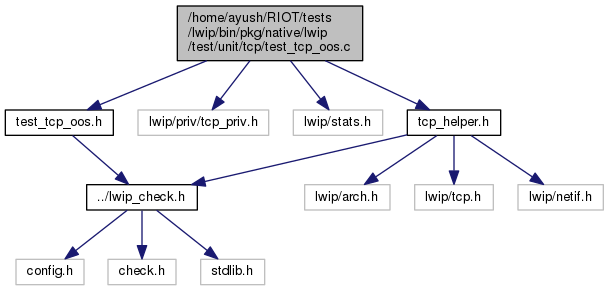 /home/ayush/RIOT/tests
/lwip/bin/pkg/native/lwip
/test/unit/tcp/test_tcp_oos.c
test_tcp_oos.h
lwip/priv/tcp_priv.h
lwip/stats.h
tcp_helper.h
../lwip_check.h
lwip/arch.h
lwip/tcp.h
lwip/netif.h
config.h
check.h
stdlib.h